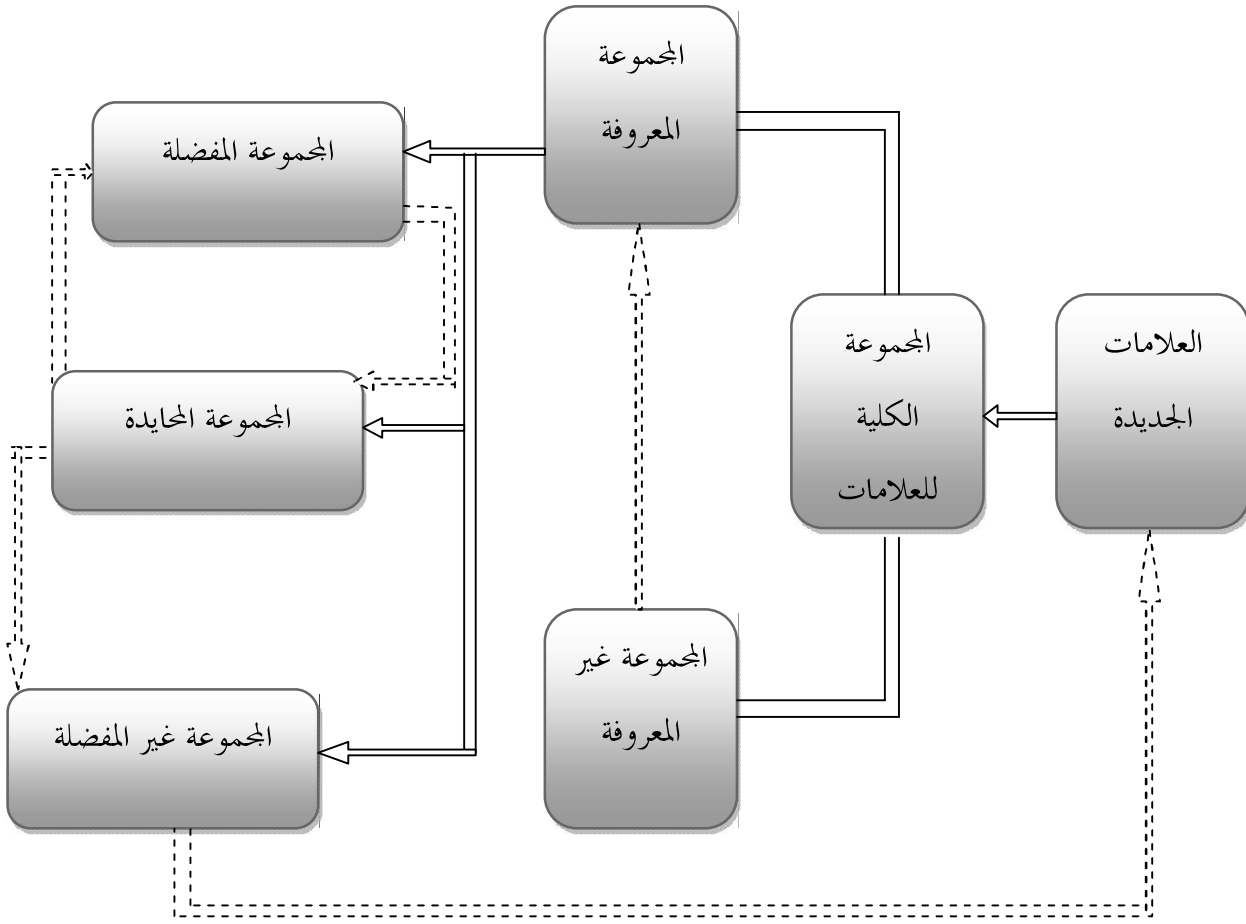 العلامات
الجديدة
المجموعة
الكلية
للعلامات
المجموعة
المعروفة
المجموعة غير
المعروفة
المجموعة المفضلة
المجموعة المحايدة
المجموعة غير المفضلة